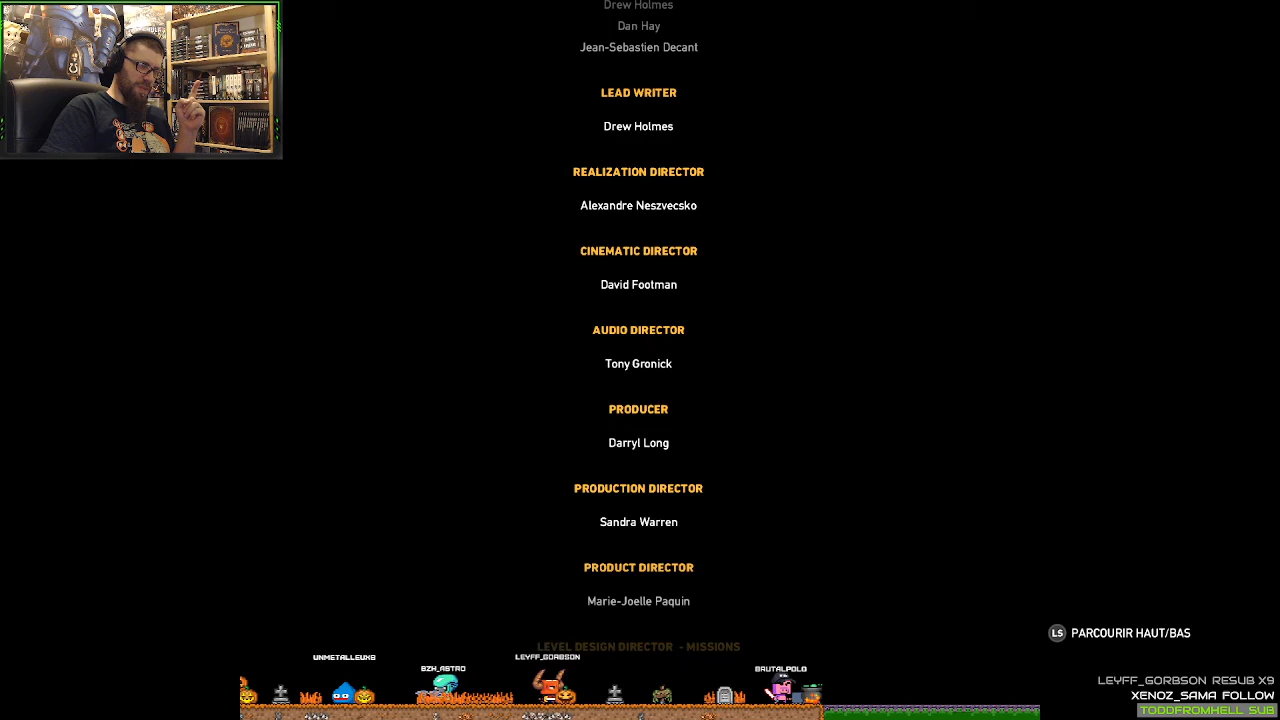 Drew Holmes
Dan Hay
Jean-Sebastien Decant
LEAD WRITER
Drew Holmes
REALIZATION DIRECTOR
Alexandre Neszvecsko
CINEMATIC DIRECTOR
David Footman
AUDIO DIRECTOR
Tony Gronick
PRODUCER
Darryl Long
PRODUCTION DIRECTOR
Sandra Warren
PRODUCT DIRECTOR
Marie-Joelle Paquin
LS PARCOURIR HAUT/BAS
LEVEL DESIGN DIRECTOR - MISSIONS
UNMETALLEUX8
BZH_ASTRO
LEYFF_GORBSON
BRUTALPOLO
LEYFF_GORBSON RESUB X9
XENOZ_SAMA FOLLOW
TODDFROMHELL SUB